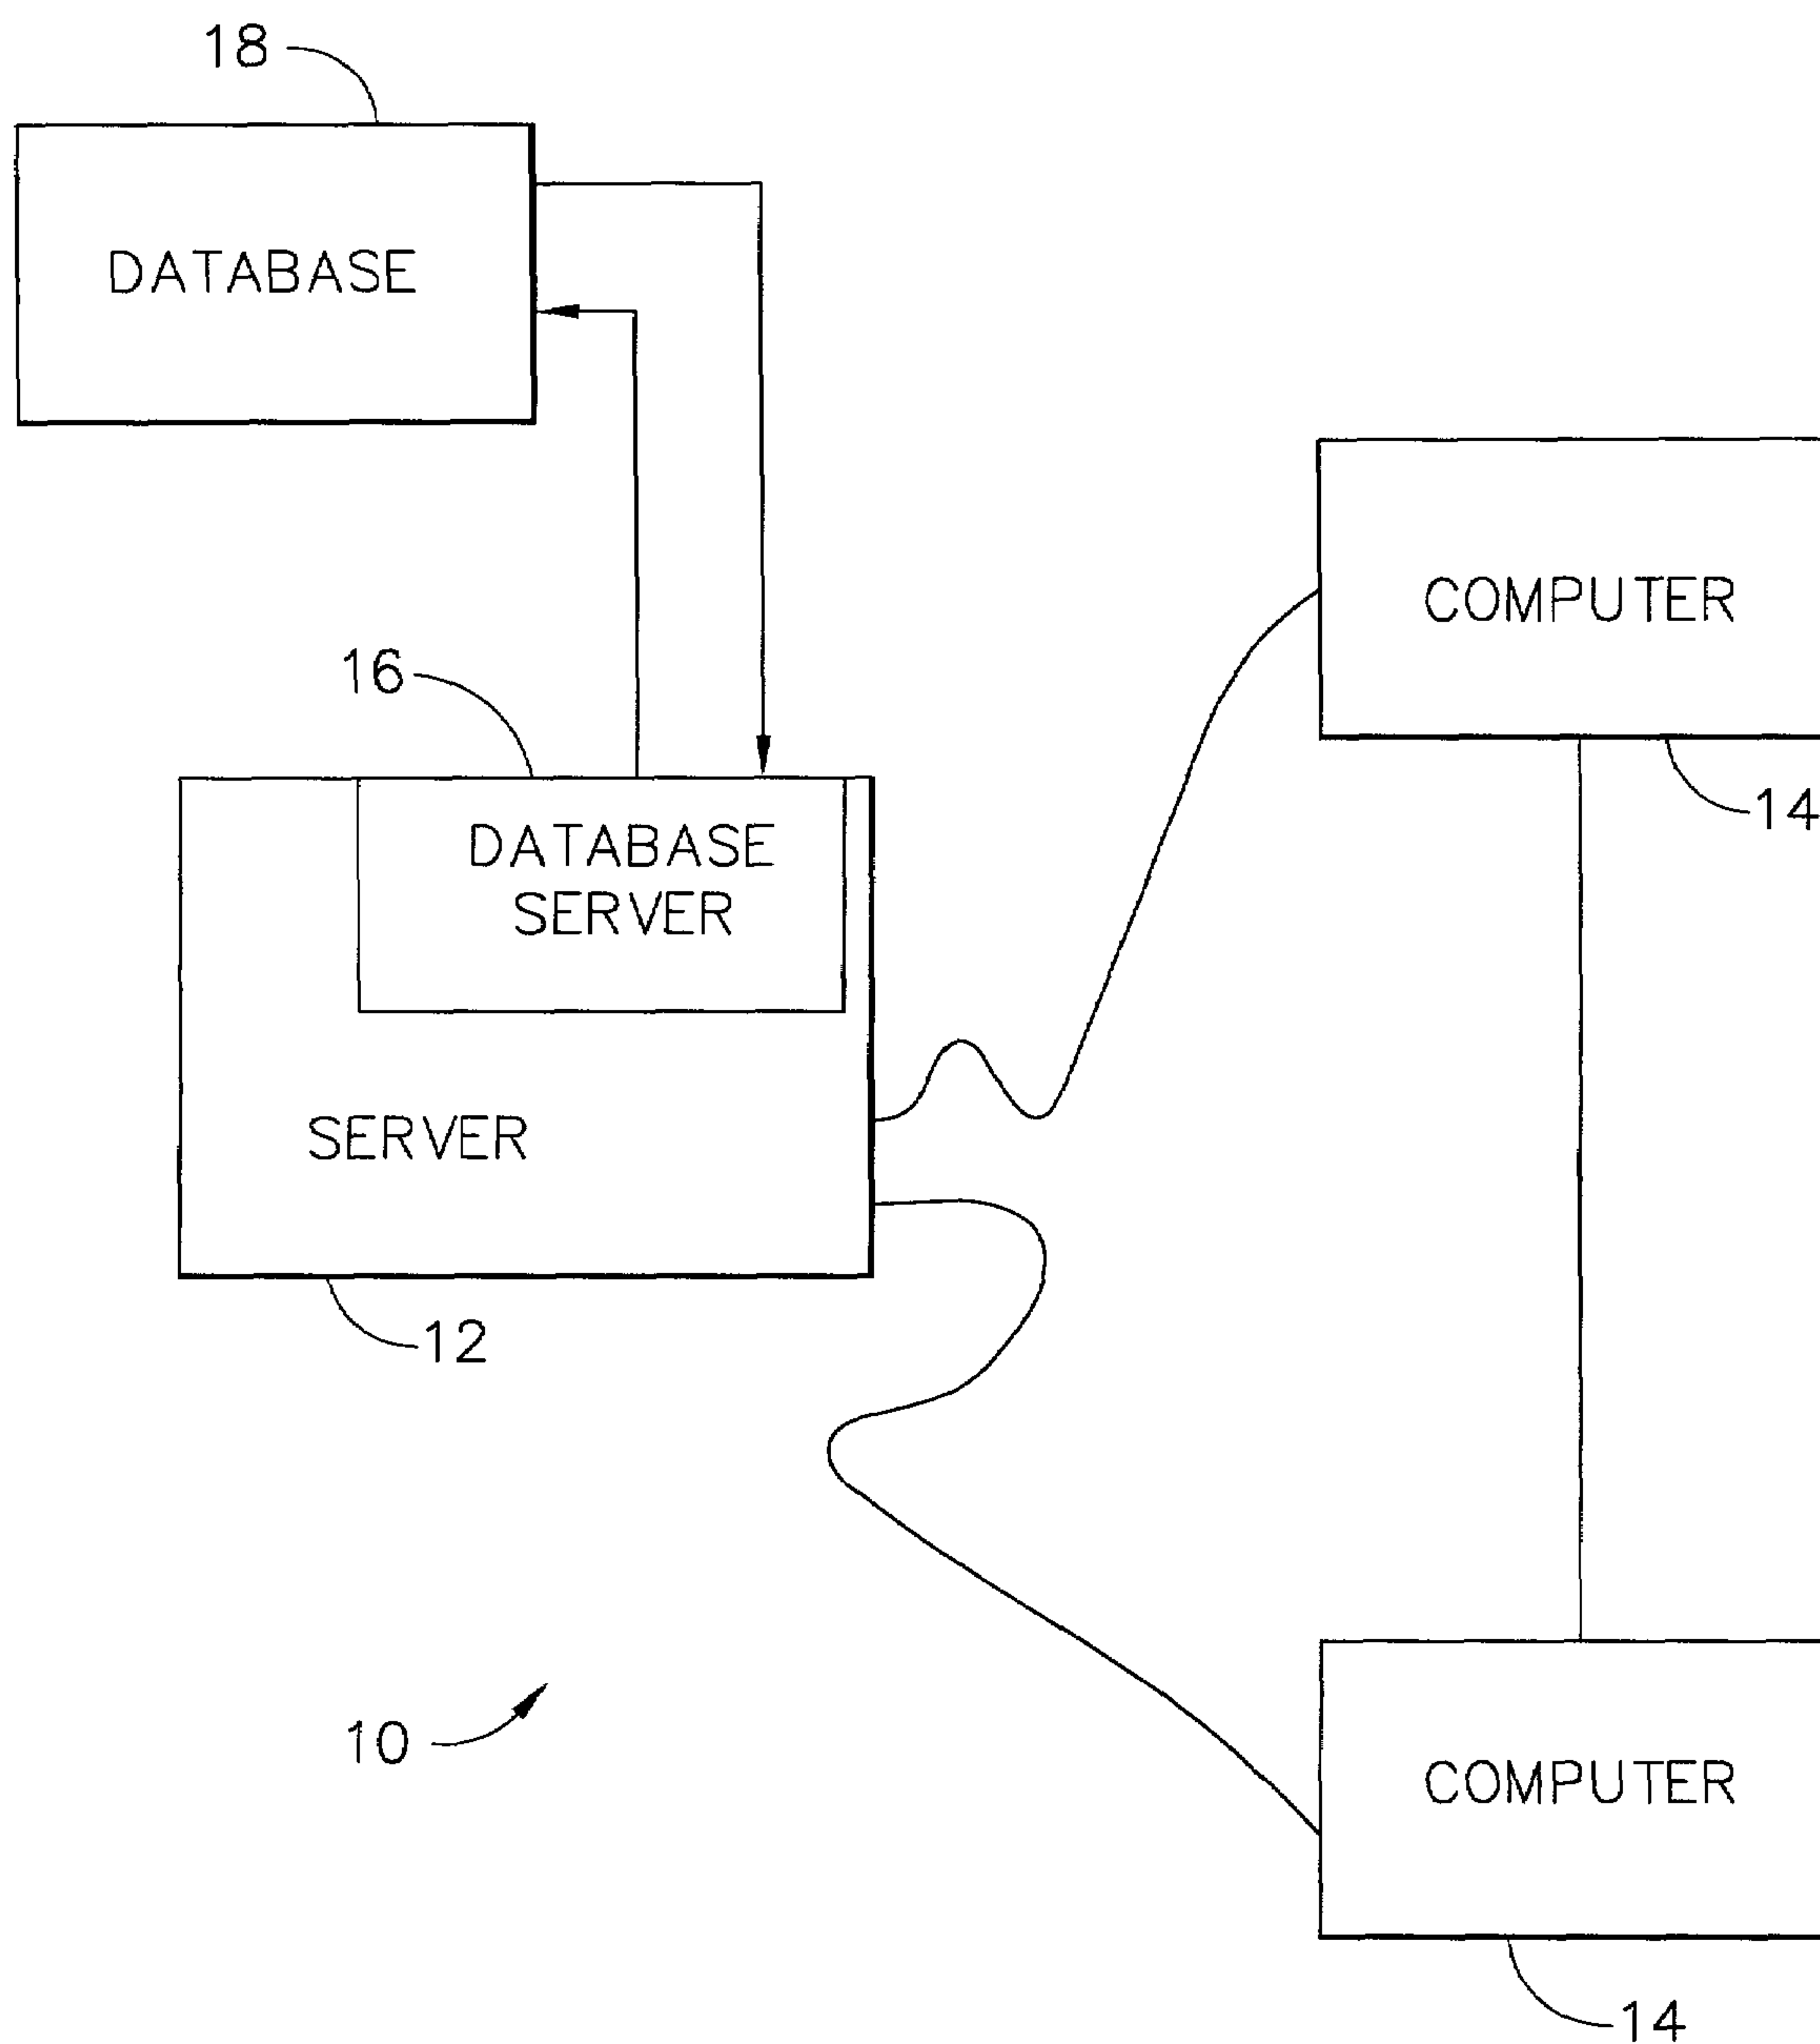 18
DATABASE
COMPUTER
16
14
DATABASE
SERVER
SERVER
12
10
COMPUTER
14